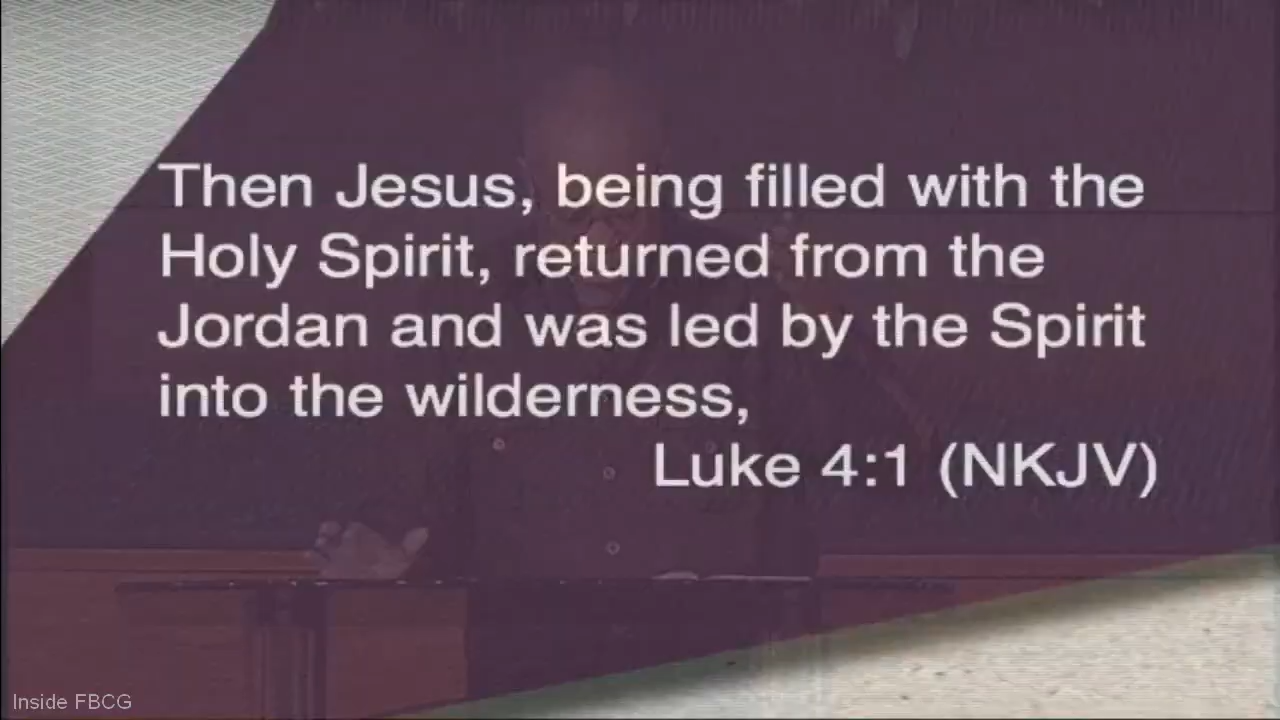 Then Jesus, being filled with the
Holy Spirit, returned from the
Jordan and was led by the Spirit
into the wilderness,
Luke 4:1 (NKJV)
Inside FBCG